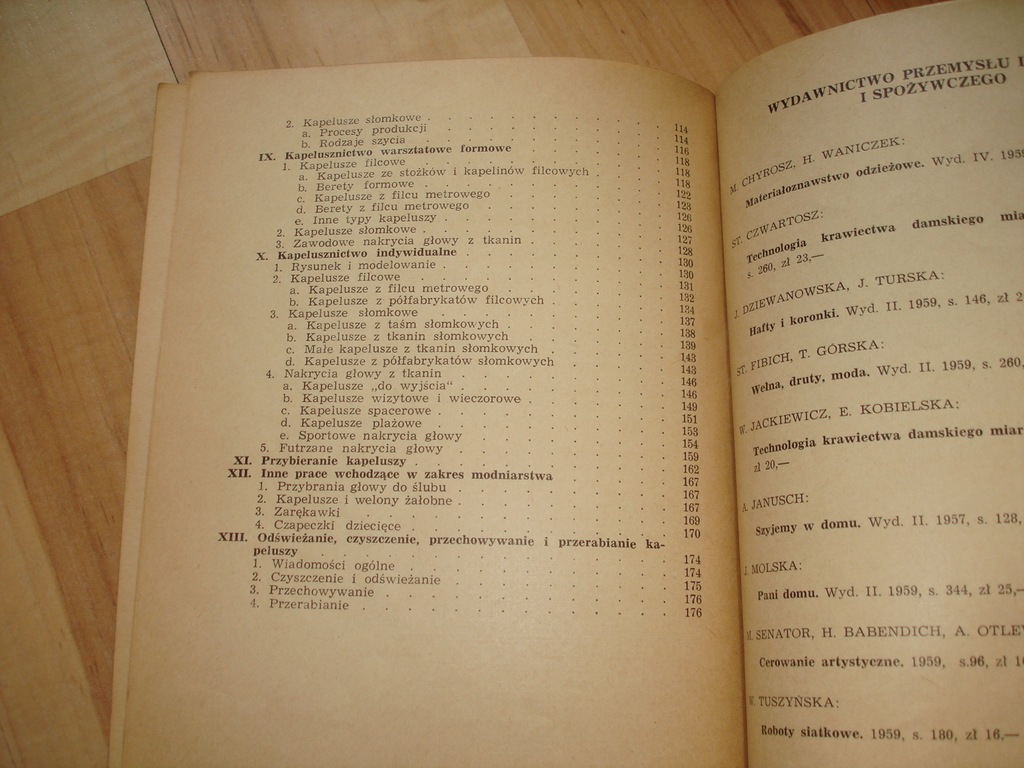 2. Kapelusze słomkowe . . . . . . . . . . 114
a. Procesy produkcji . . . . . . . . . . 114
b. Rodzaje szycia . . . . . . . . . . 116
IX. Kapelusznictwo warsztatowe formowe . . . . . . 118
1. Kapelusze filcowe . . . . . . . . . . 118
a. Kapelusze ze stożków i kapelinów filcowych . . . . 118
b. Berety formowe . . . . . . . . . . 122
c. Kapelusze z filcu metrowego . . . . . . . . 123
d. Berety z filcu metrowego . . . . . . . . 126
e. Inne typy kapeluszy . . . . . . . . . . 126
2. Kapelusze słomkowe . . . . . . . . . . 127
3. Zawodowe nakrycia głowy z tkanin . . . . . . 128
X. Kapelusznictwo indywidualne . . . . . . . . 130
1. Rysunek i modelowanie . . . . . . . . . . 130
2. Kapelusze filcowe . . . . . . . . . . 131
a. Kapelusze z filcu metrowego . . . . . . . . 132
b. Kapelusze z półfabrykatów filcowych . . . . . . 134
3. Kapelusze słomkowe . . . . . . . . . . 137
a. Kapelusze z taśm słomkowych . . . . . . . . 138
b. Kapelusze z tkanin słomkowych . . . . . . . 139
c. Małe kapelusze z tkanin słomkowych . . . . . . 143
d. Kapelusze z półfabrykatów słomkowych . . . . . 143
4. Nakrycia głowy z tkanin . . . . . . . . . . 146
a. Kapelusze „do wyjścia“ . . . . . . . . . . 146
b. Kapelusze wizytowe i wieczorowe . . . . . . . 149
c. Kapelusze spacerowe . . . . . . . . . . 151
d. Kapelusze plażowe . . . . . . . . . . 153
e. Sportowe nakrycia głowy . . . . . . . . 154
5. Futrzane nakrycia głowy . . . . . . . . . . 159
XI. Przybieranie kapeluszy . . . . . . . . . . 162
XII. Inne prace wchodzące w zakres modniarstwa . . . . . 167
1. Przybrania głowy do ślubu . . . . . . . . . . 167
2. Kapelusze i welony żałobne . . . . . . . . . . 167
3. Zarękawki . . . . . . . . . . 169
4. Czapeczki dziecięce . . . . . . . . . . 170
XIII. Odświeżanie, czyszczenie, przechowywanie i przerabianie ka-
peluszy . . . . . . . . . . 174
1. Wiadomości ogólne . . . . . . . . . . 174
2. Czyszczenie i odświeżanie . . . . . . . . . . 175
3. Przechowywanie . . . . . . . . . . 176
4. Przerabianie . . . . . . . . . . 176
WYDAWNICTWO PRZEMYSŁU
I SPOŻYWCZEGO
M. CHYROSZ, H. WANICZEK:
Materiałoznawstwo odzieżowe. Wyd. IV. 1959
ST. CZWARTOSZ:
Technologia krawiectwa damskiego
s. 260, zł 23,—
J. DZIEWANOWSKA, J. TURSKA:
Hafty i koronki. Wyd. II. 1959, s. 146, zł
ST. FIBICH, T. GÓRSKA:
Wełna, druty, moda. Wyd. II. 1959, s. 260,
W. JACKIEWICZ, E. KOBIELSKA:
Technologia krawiectwa damskiego
zł 20,—
A. JANUSCH:
Szyjemy w domu. Wyd. II. 1957, s. 128,
J. MOLSKA:
Pani domu. Wyd. II. 1959, s. 344, zł 25,—
M. SENATOR, H. BABENDICH, A.
Cerowanie artystyczne. 1959, s.96, zł
W. TUSZYŃSKA:
Roboty siatkowe. 1959, s. 180, zł 16,—